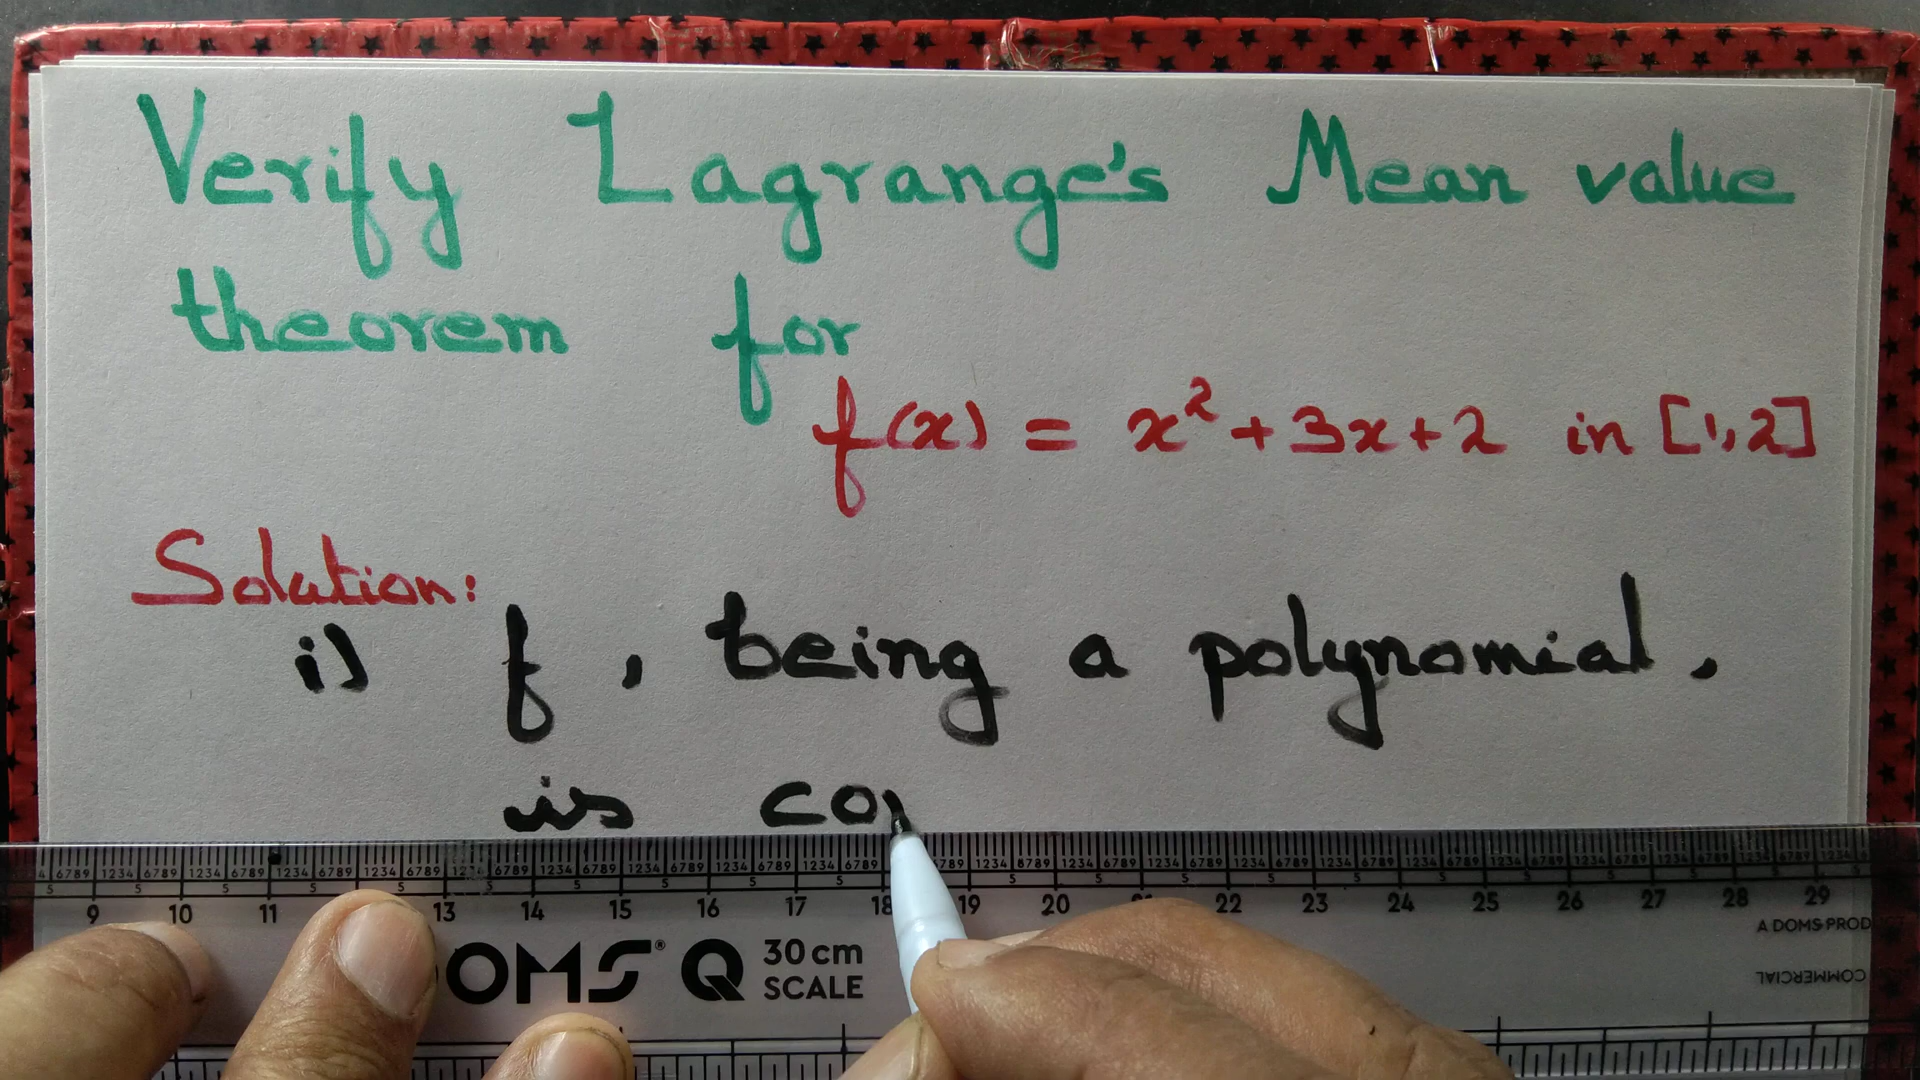 Verify Lagrange's Mean value
theorem for
f(x) = x²+3x+2 in [1,2]
Solution:
i) f, being a polynomial,
is con
9 10 11 13 14 15 16 17 18 19 20 22 23 24 25 26 27 28 29
A DOMS PROD
OMS® Q 30 cm
SCALE
COMMERCIAL